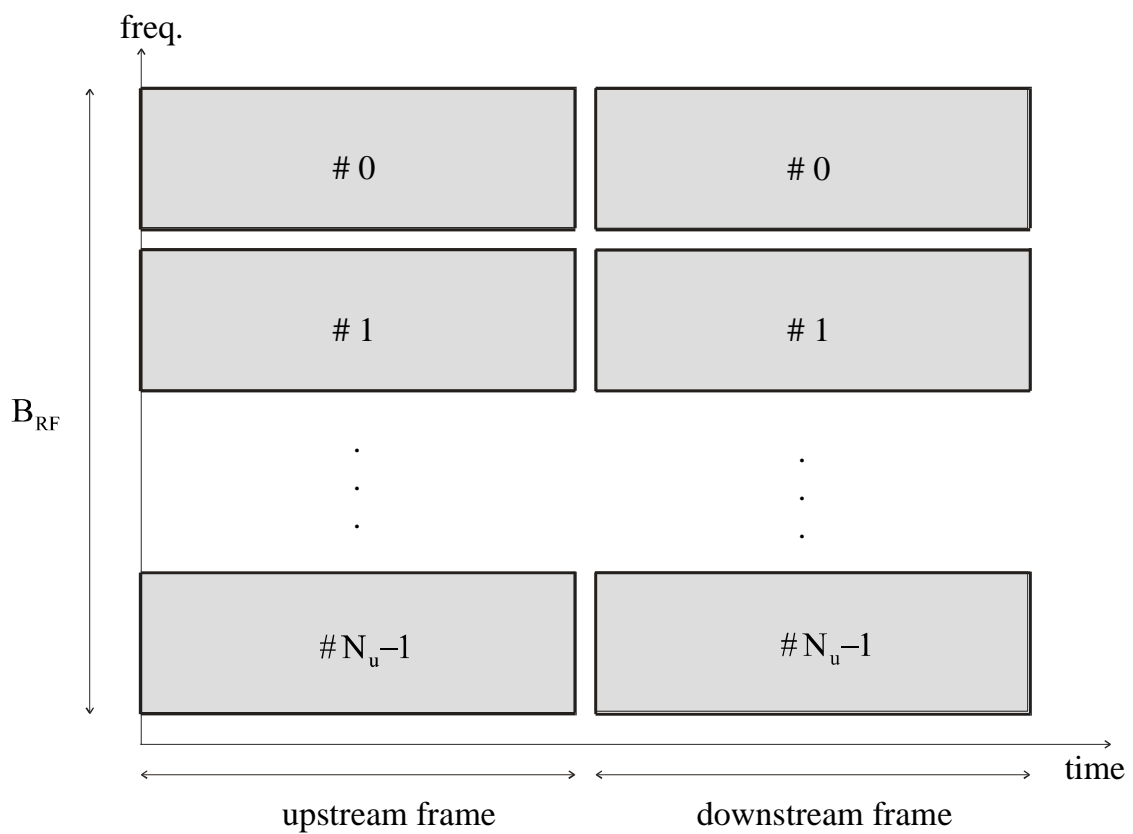 freq.
# 0
# 0
# 1
# 1
B_RF
.
.
.
.
.
.
# N_u−1
# N_u−1
time
upstream frame
downstream frame